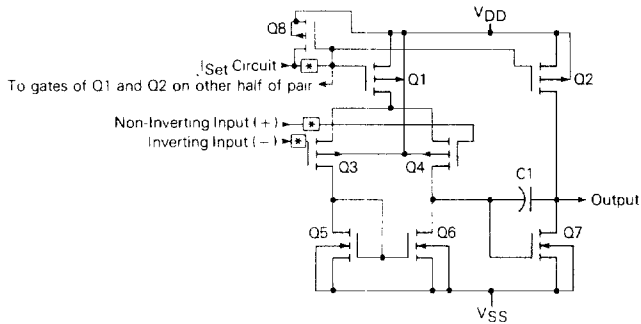 VDD
Q8
ISet Circuit
*
Q1
Q2
To gates of Q1 and Q2 on other half of pair
Non-Inverting Input (+)
*
Inverting Input (−)
*
Q3
Q4
C1
Output
Q5
Q6
Q7
VSS